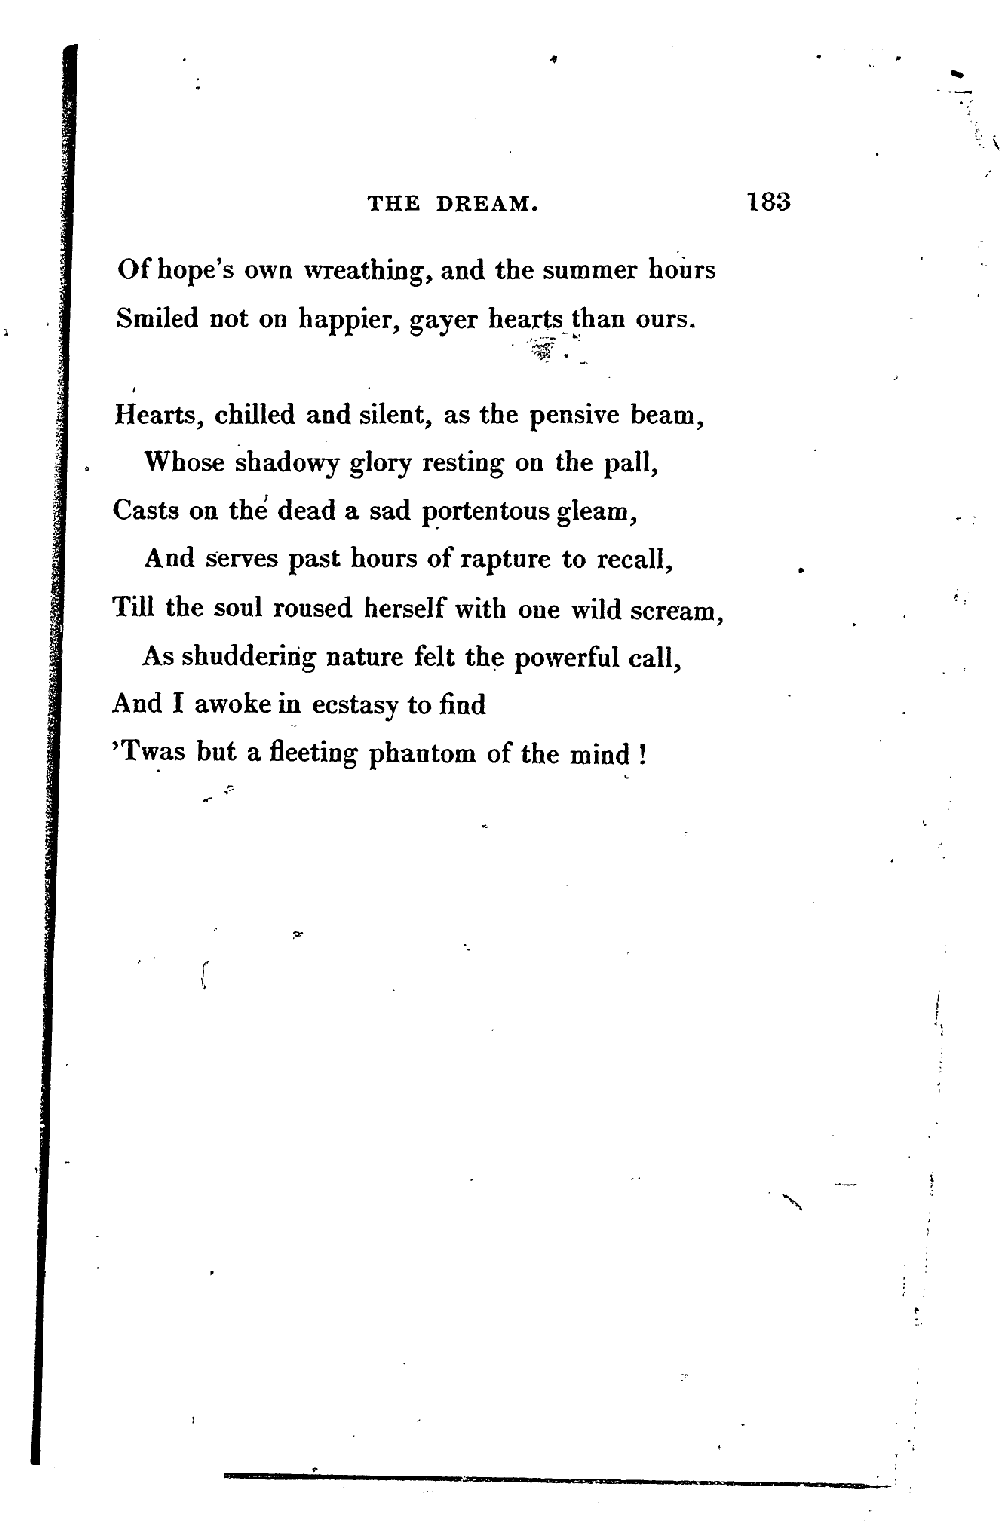 THE DREAM. 183
Of hope's own wreathing, and the summer hours
Smiled not on happier, gayer hearts than ours.
Hearts, chilled and silent, as the pensive beam,
Whose shadowy glory resting on the pall,
Casts on the dead a sad portentous gleam,
And serves past hours of rapture to recall,
Till the soul roused herself with one wild scream,
As shuddering nature felt the powerful call,
And I awoke in ecstasy to find
'Twas but a fleeting phantom of the mind !